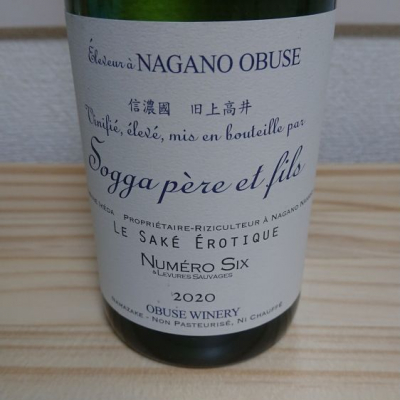 Éleveur à NAGANO OBUSE
信濃國 旧上高井
Vinifié, élevé, mis en bouteille par
Sogga père et fils
PROPRIÉTAIRE-RIZICULTEUR À NAGANO
LE SAKÉ ÉROTIQUE
NUMÉRO SIX
& LEVURES SAUVAGES
2020
OBUSE WINERY
NAMAZAKE - NON PASTEURISÉ, NI CHAUFFÉ